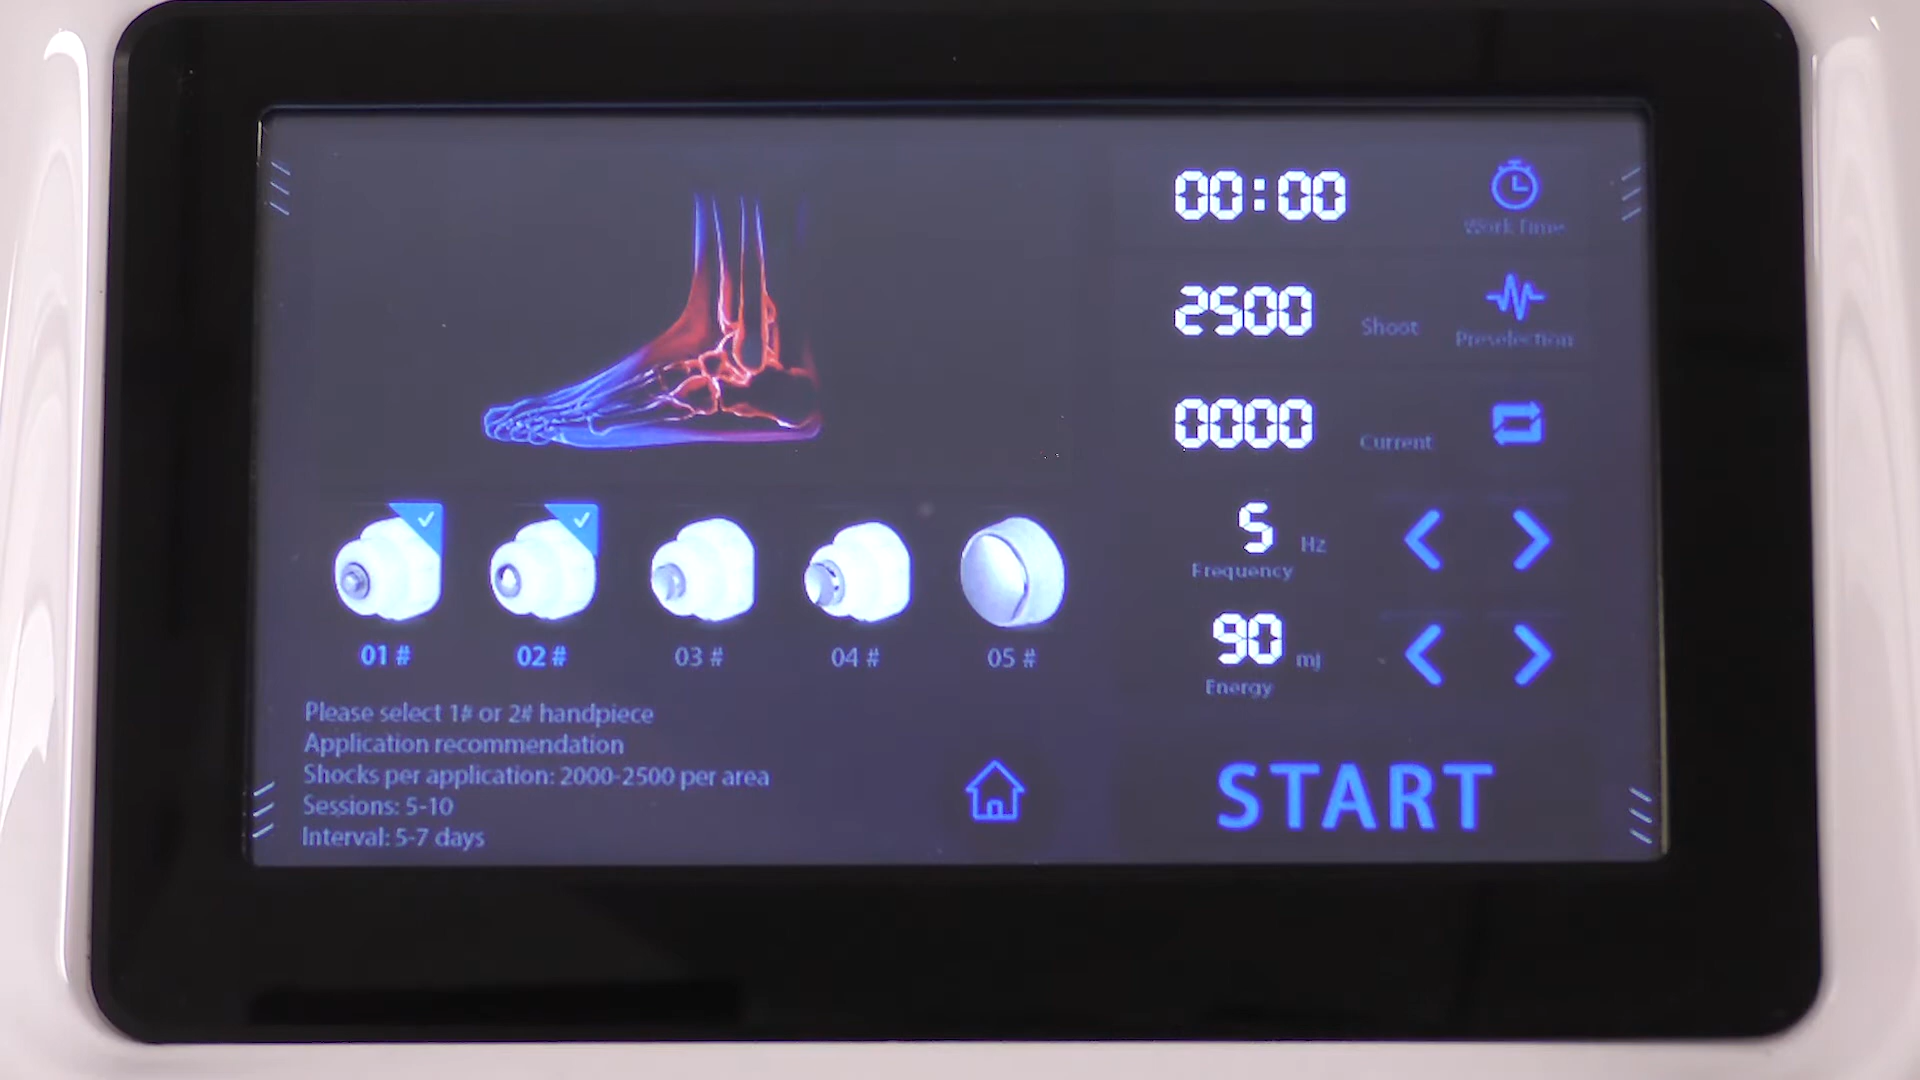 00:00
Work Time
2500 Shoot
Preselection
0000 Current
5 Hz
Frequency
90 mj
Energy
START
01 # 02 # 03 # 04 # 05 #
Please select 1# or 2# handpiece
Application recommendation
Shocks per application: 2000-2500 per area
Sessions: 5-10
Interval: 5-7 days